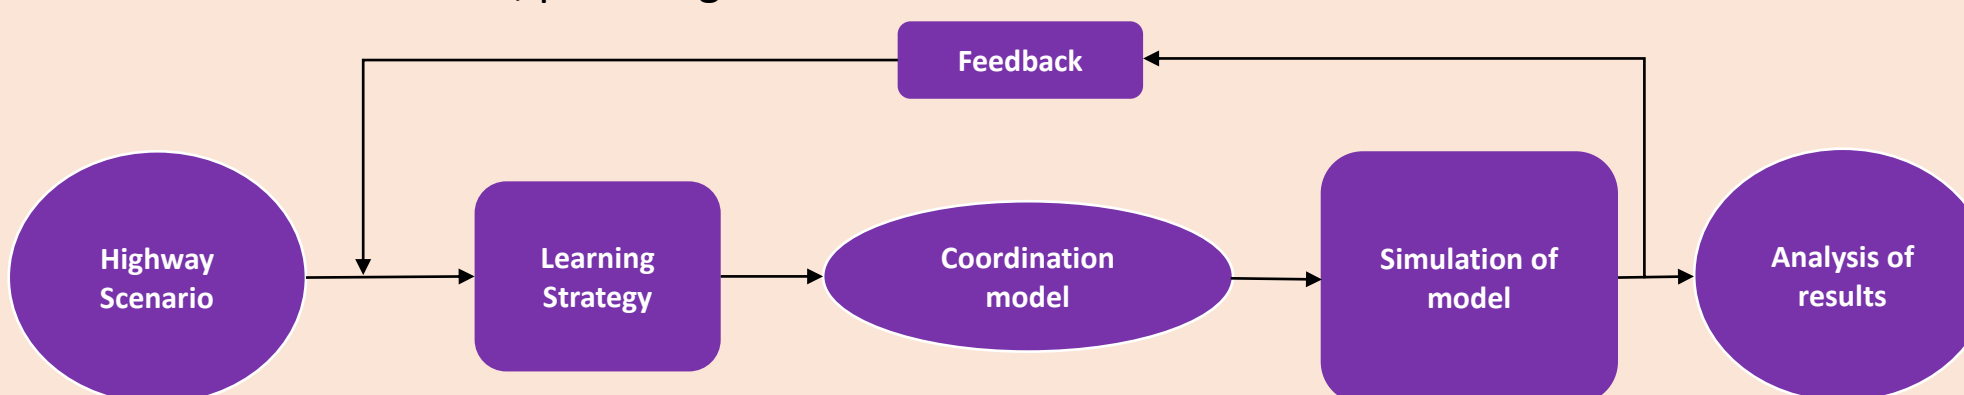 Feedback
Highway
Scenario
Learning
Strategy
Coordination
model
Simulation of
model
Analysis of
results